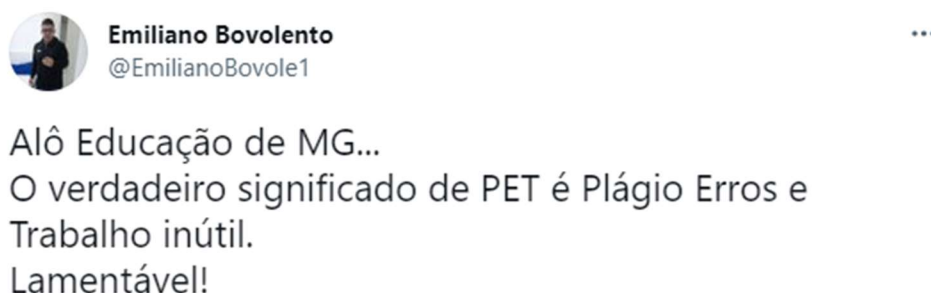 Emiliano Bovolento
@EmilianoBovole1
Alô Educação de MG...
O verdadeiro significado de PET é Plágio Erros e
Trabalho inútil.
Lamentável!